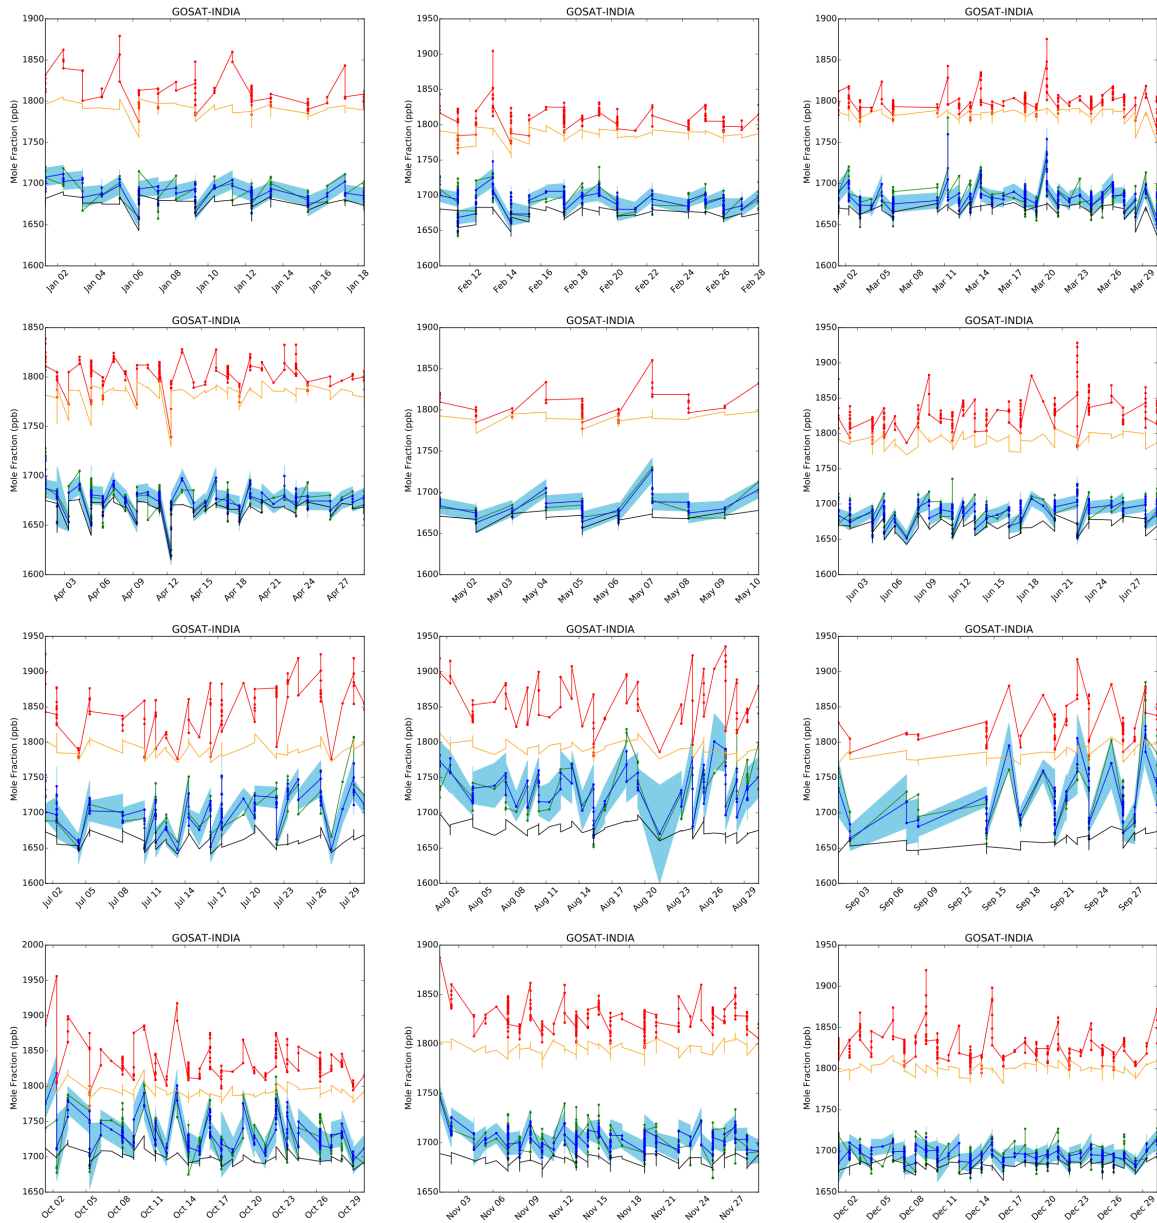 GOSAT-INDIA
Mole Fraction (ppb)
1900
1850
1800
1750
1700
1650
1600
Jan 02
Jan 04
Jan 06
Jan 08
Jan 10
Jan 12
Jan 14
Jan 16
Jan 18
GOSAT-INDIA
Mole Fraction (ppb)
1950
1900
1850
1800
1750
1700
1650
1600
Feb 12
Feb 14
Feb 16
Feb 18
Feb 20
Feb 22
Feb 24
Feb 26
Feb 28
GOSAT-INDIA
Mole Fraction (ppb)
1900
1850
1800
1750
1700
1650
1600
Mar 02
Mar 05
Mar 08
Mar 11
Mar 14
Mar 17
Mar 20
Mar 23
Mar 26
Mar 29
GOSAT-INDIA
Mole Fraction (ppb)
1850
1800
1750
1700
1650
1600
Apr 03
Apr 06
Apr 09
Apr 12
Apr 15
Apr 18
Apr 21
Apr 24
Apr 27
GOSAT-INDIA
Mole Fraction (ppb)
1900
1850
1800
1750
1700
1650
1600
May 02
May 03
May 04
May 05
May 06
May 07
May 08
May 09
May 10
GOSAT-INDIA
Mole Fraction (ppb)
1950
1900
1850
1800
1750
1700
1650
1600
Jun 03
Jun 06
Jun 09
Jun 12
Jun 15
Jun 18
Jun 21
Jun 24
Jun 27
GOSAT-INDIA
Mole Fraction (ppb)
1950
1900
1850
1800
1750
1700
1650
1600
Jul 02
Jul 05
Jul 08
Jul 11
Jul 14
Jul 17
Jul 20
Jul 23
Jul 26
Jul 29
GOSAT-INDIA
Mole Fraction (ppb)
1950
1900
1850
1800
1750
1700
1650
1600
Aug 02
Aug 05
Aug 08
Aug 11
Aug 14
Aug 17
Aug 20
Aug 23
Aug 26
Aug 29
GOSAT-INDIA
Mole Fraction (ppb)
1950
1900
1850
1800
1750
1700
1650
1600
Sep 03
Sep 06
Sep 09
Sep 12
Sep 15
Sep 18
Sep 21
Sep 24
Sep 27
GOSAT-INDIA
Mole Fraction (ppb)
2000
1950
1900
1850
1800
1750
1700
1650
Oct 02
Oct 05
Oct 08
Oct 11
Oct 14
Oct 17
Oct 20
Oct 23
Oct 26
Oct 29
GOSAT-INDIA
Mole Fraction (ppb)
1900
1850
1800
1750
1700
1650
Nov 03
Nov 06
Nov 09
Nov 12
Nov 15
Nov 18
Nov 21
Nov 24
Nov 27
GOSAT-INDIA
Mole Fraction (ppb)
1950
1900
1850
1800
1750
1700
1650
Dec 02
Dec 05
Dec 08
Dec 11
Dec 14
Dec 17
Dec 20
Dec 23
Dec 26
Dec 29